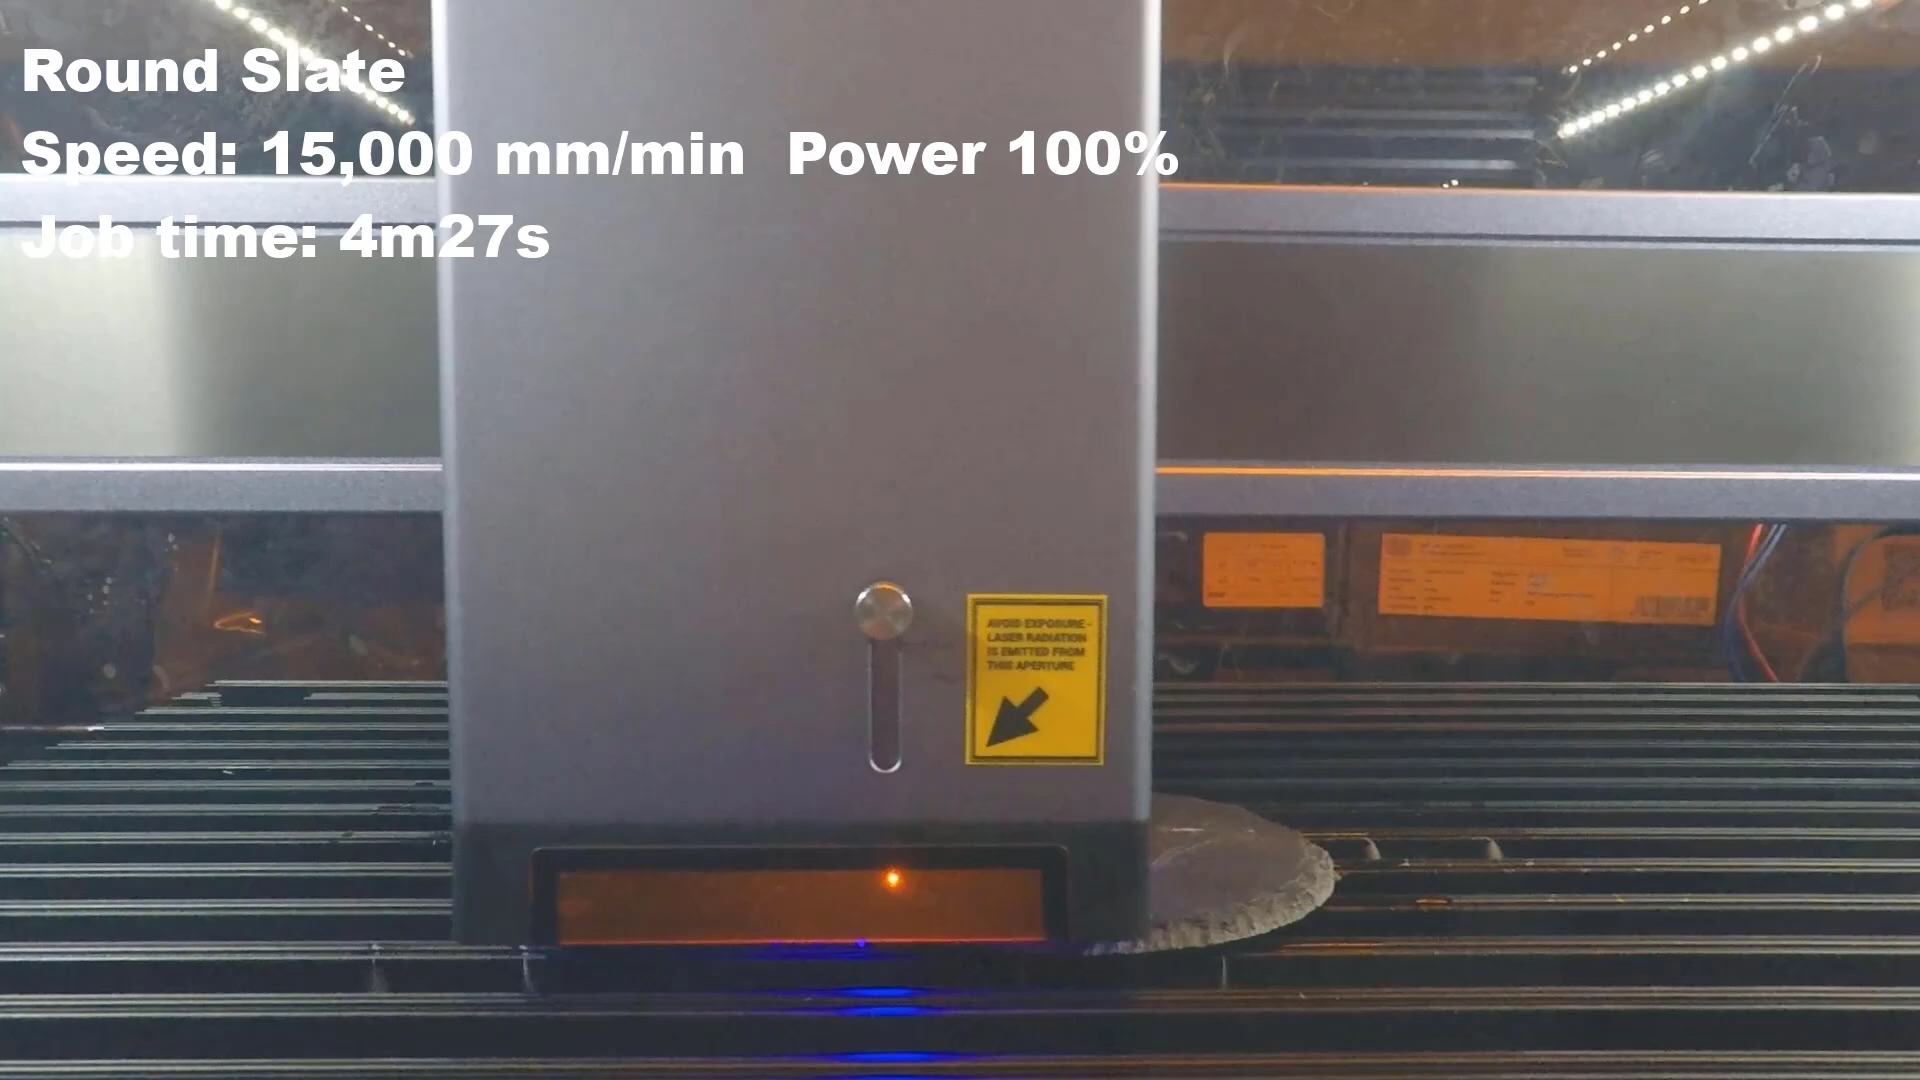 Round Slate
Speed: 15,000 mm/min Power 100%
Job time: 4m27s
AVOID EXPOSURE -
LASER RADIATION
IS EMITTED FROM
THIS APERTURE